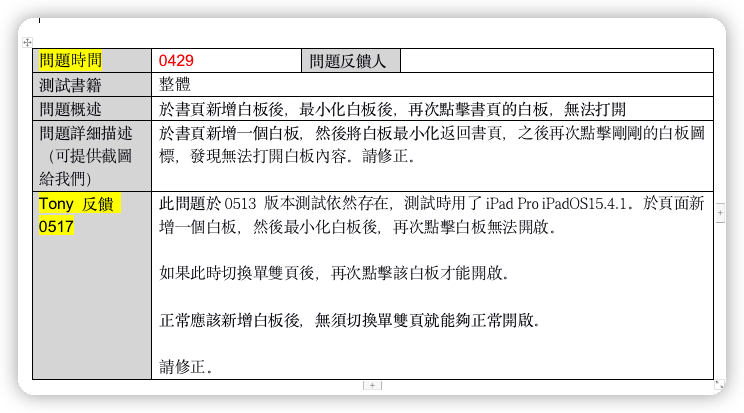 問題時間 0429 問題反饋人
測試書籍 整體
問題概述 於書頁新增白板後，最小化白板後，再次點擊書頁的白板，無法打開
問題詳細描述 於書頁新增一個白板，然後將白板最小化返回書頁，之後再次點擊剛剛的白板圖
（可提供截圖 標，發現無法打開白板內容。請修正。
給我們）
Tony 反饋 此問題於 0513 版本測試依然存在，測試時用了 iPad Pro iPadOS15.4.1。於頁面新
0517 增一個白板，然後最小化白板後，再次點擊白板無法開啟。
如果此時切換單雙頁後，再次點擊該白板才能開啟。
正常應該新增白板後，無須切換單雙頁就能夠正常開啟。
請修正。